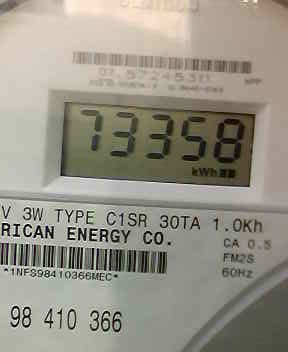 73358
kWh
V 3W TYPE C1SR 30TA 1.0Kh
RICAN ENERGY CO.
CA 0.5
FM2S
60Hz
*1NFS98410366MEC*
98 410 366